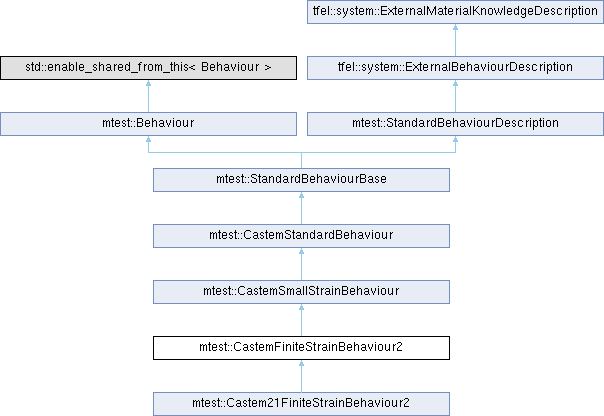 tfel::system::ExternalMaterialKnowledgeDescription
std::enable_shared_from_this< Behaviour >
tfel::system::ExternalBehaviourDescription
mtest::Behaviour
mtest::StandardBehaviourDescription
mtest::StandardBehaviourBase
mtest::CastemStandardBehaviour
mtest::CastemSmallStrainBehaviour
mtest::CastemFiniteStrainBehaviour2
mtest::Castem21FiniteStrainBehaviour2